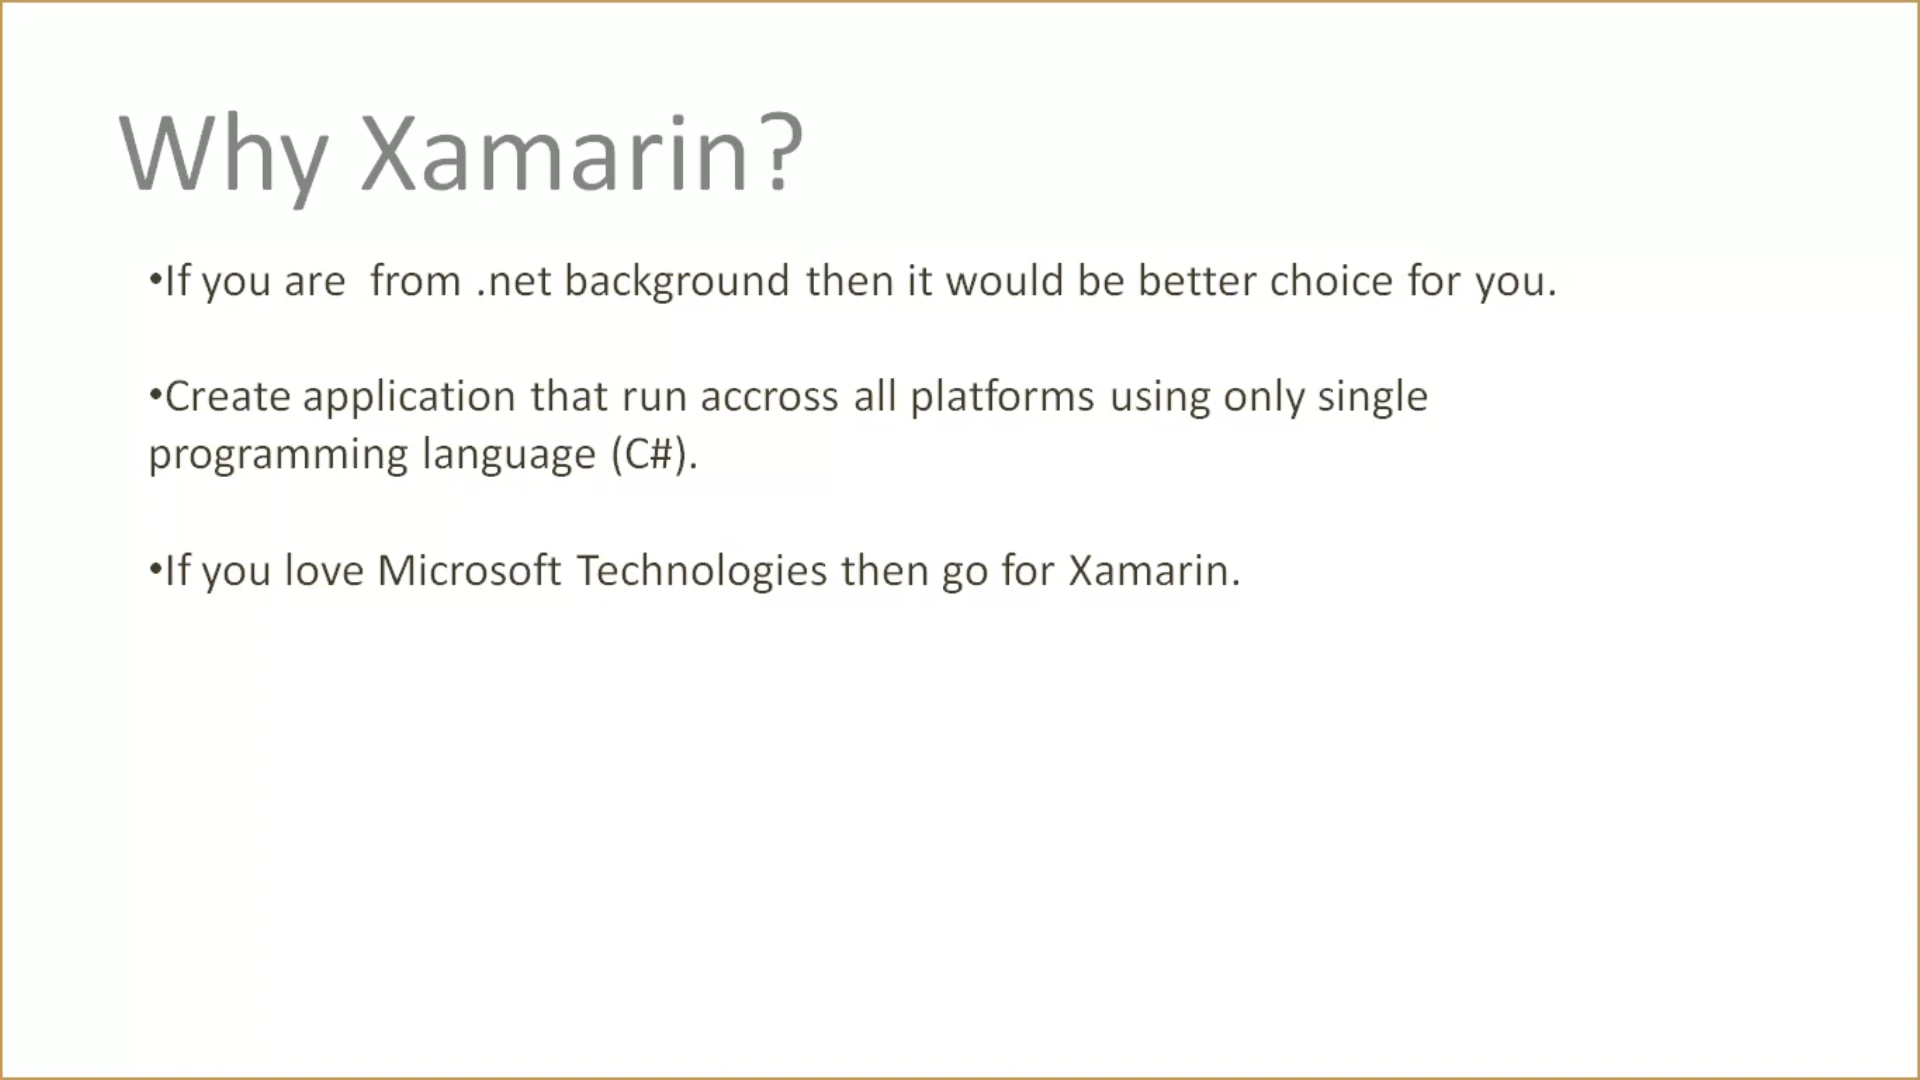 Why Xamarin?
•If you are  from .net background then it would be better choice for you.
•Create application that run accross all platforms using only single
programming language (C#).
•If you love Microsoft Technologies then go for Xamarin.